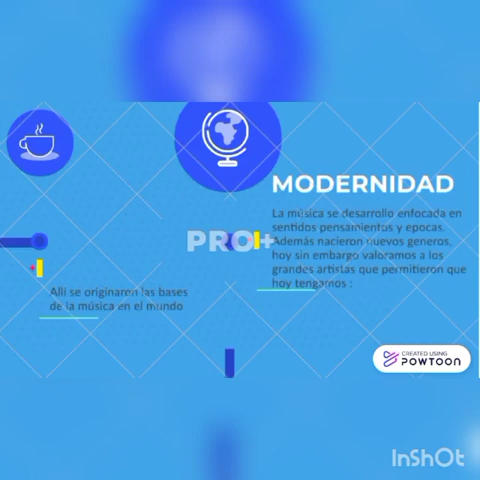 MODERNIDAD
La música se desarrollo enfocada en
sentidos pensamientos y epocas.
Además nacieron nuevos generos,
hoy sin embargo valoramos a los
grandes artistas que permitieron que
hoy tengamos :
PRO+
Alli se originaron las bases
de la música en el mundo
CREATED USING
POWTOON
InShOt